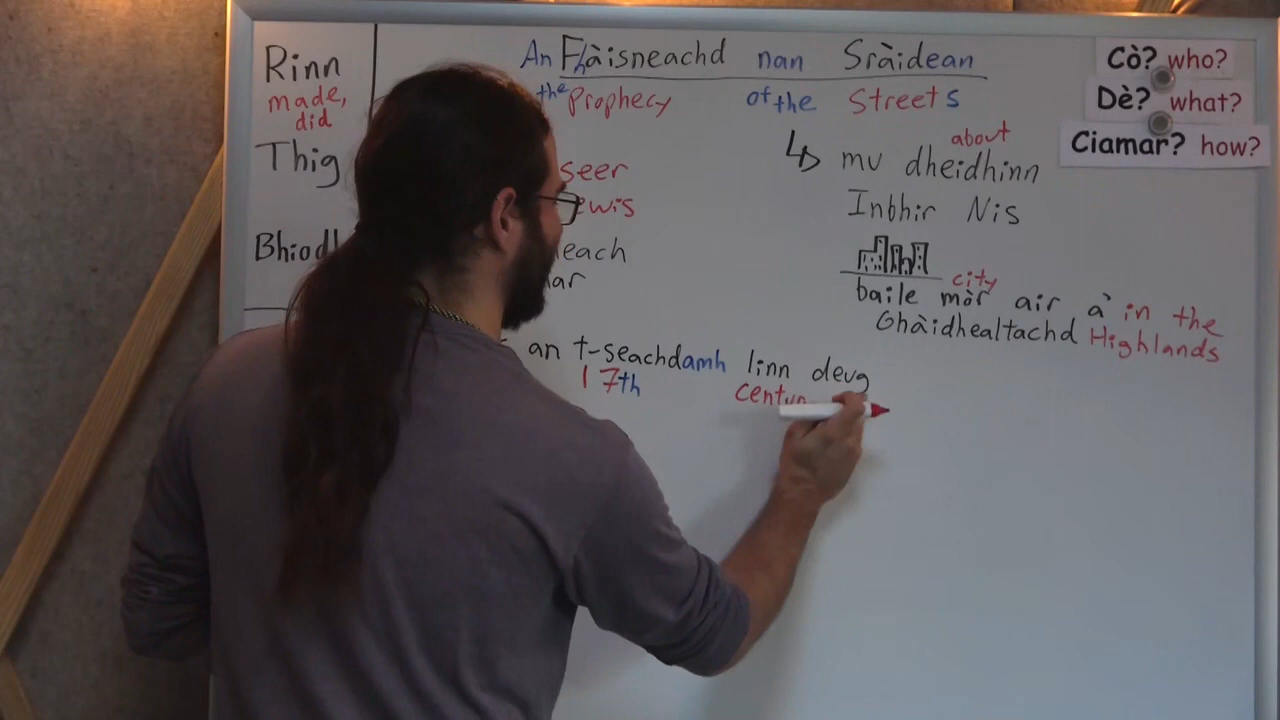 Rinn
made,
did
Thig
Bhiodh
An Fhàisneachd nan Sràidean
the Prophecy of the Streets
seer
ewis
each
ar
about
mu dheidhinn
Inbhir Nis
city
baile mòr air a' in the
Ghàidhealtachd Highlands
an t-seachdamh linn deug
17th
Cò? who?
Dè? what?
Ciamar? how?